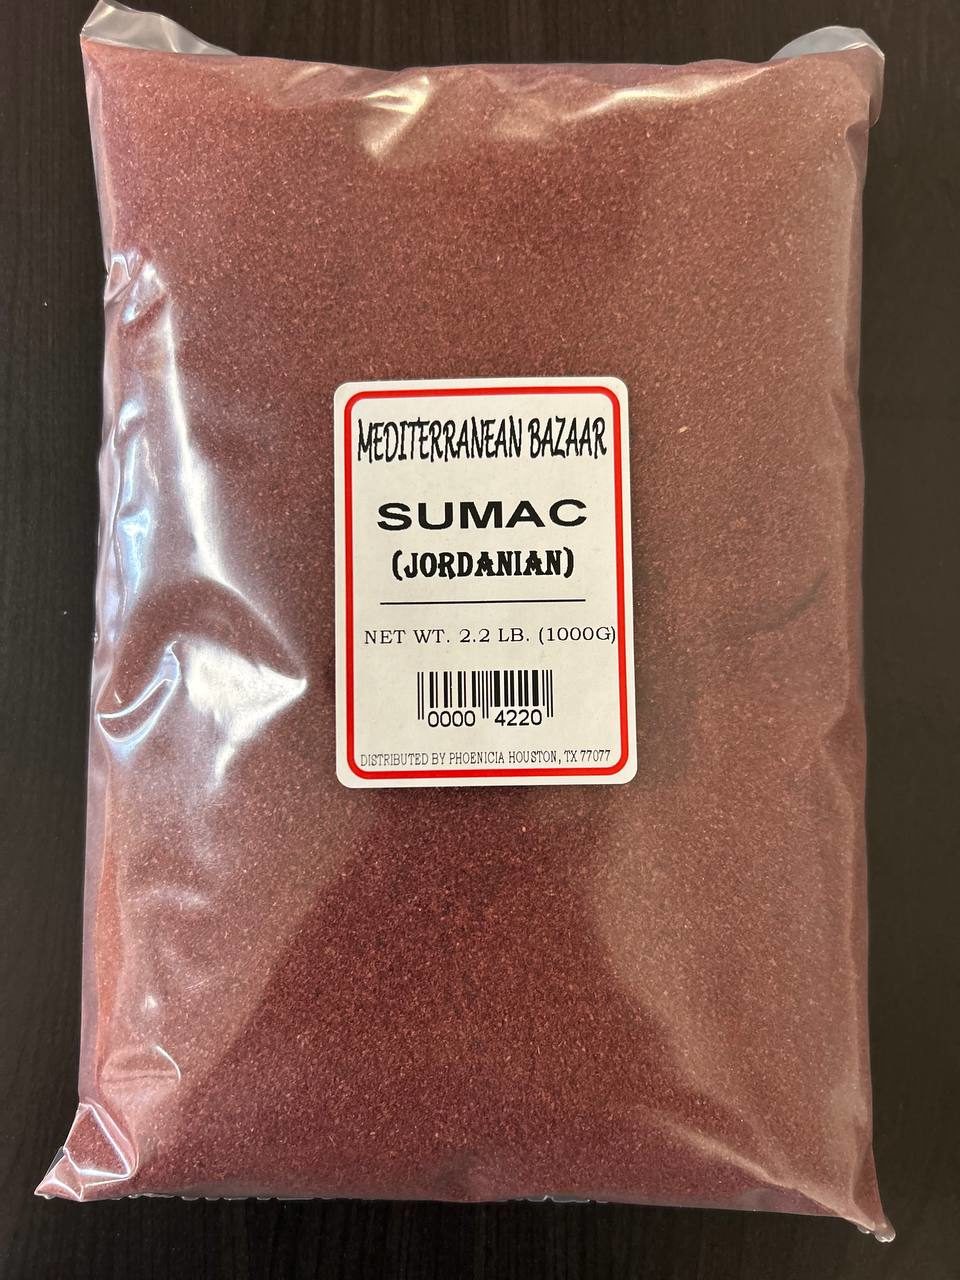 MEDITERRANEAN BAZAAR
SUMAC
(JORDANIAN)
NET WT. 2.2 LB. (1000G)
0000 4220
DISTRIBUTED BY PHOENICIA HOUSTON, TX 77077